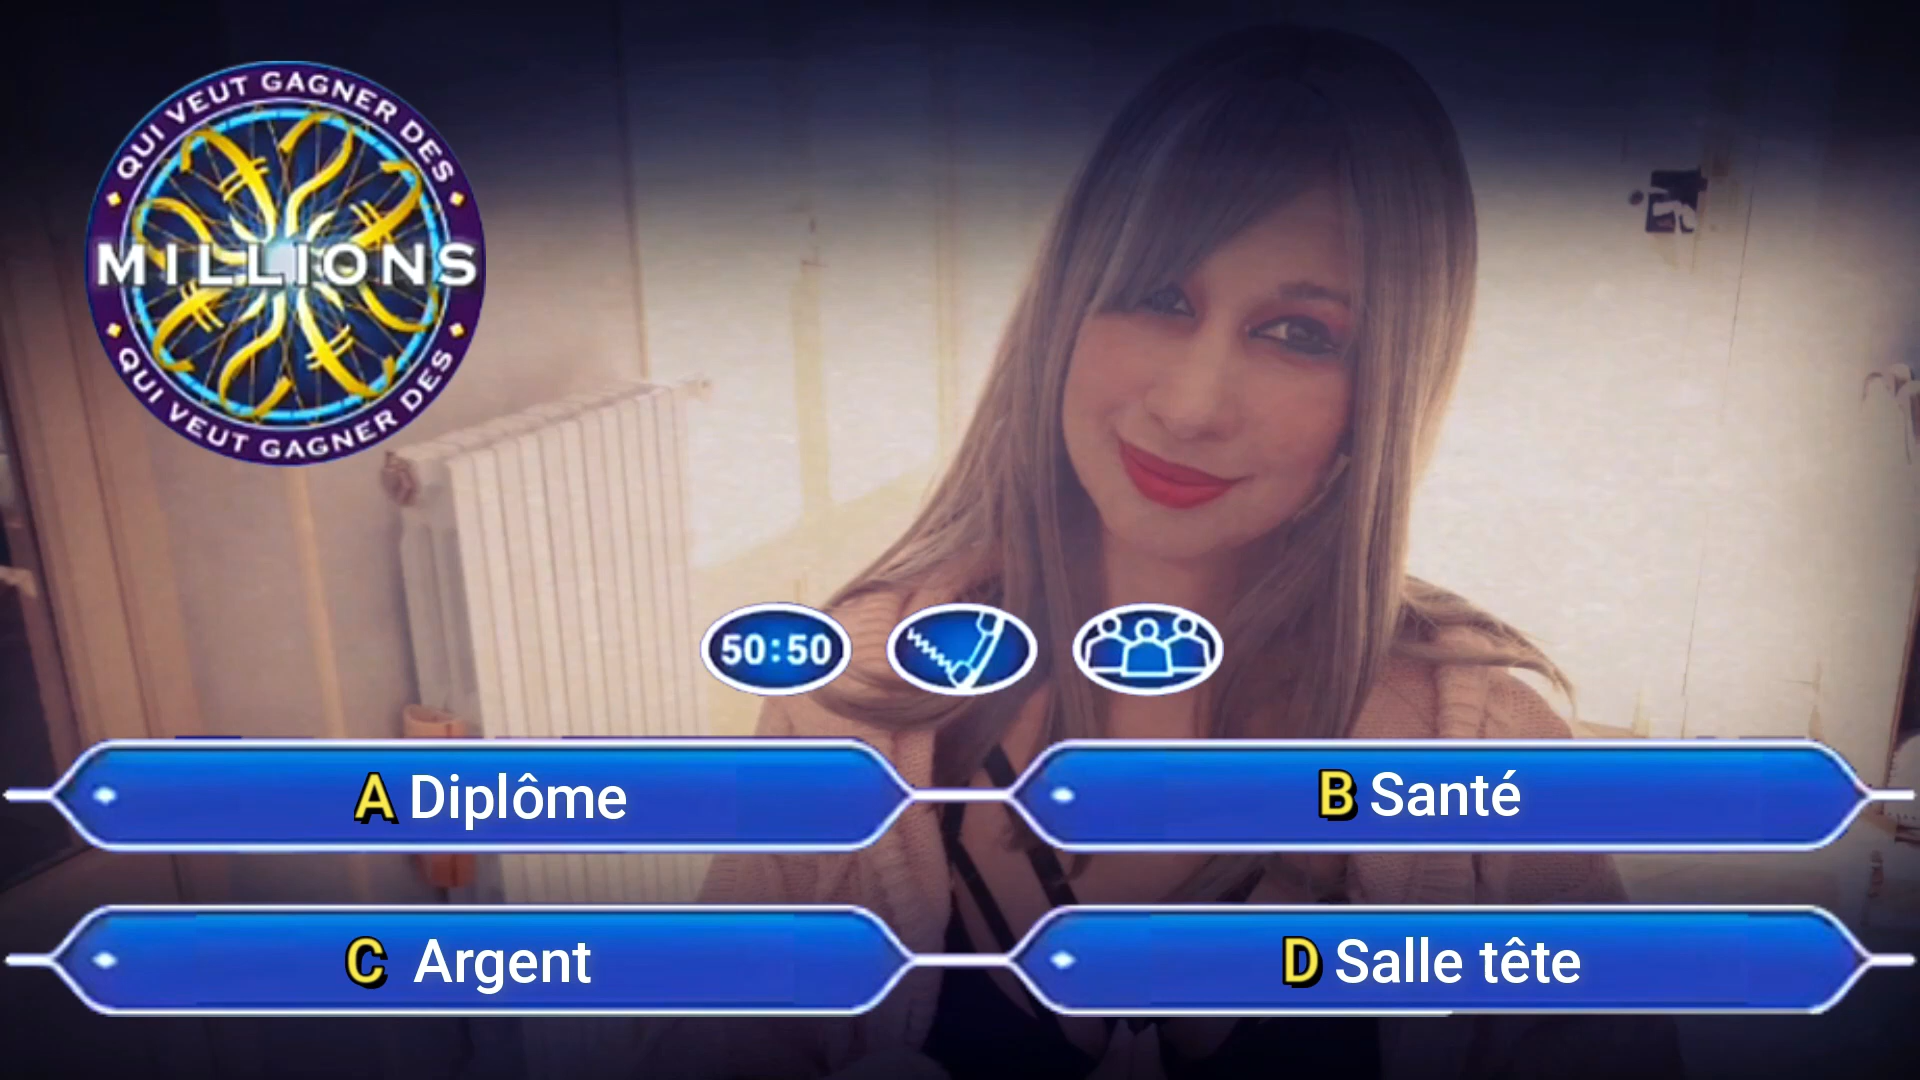 QUI VEUT GAGNER DES
MILLIONS
QUI VEUT GAGNER DES
50:50
A Diplôme
B Santé
C Argent
D Salle tête